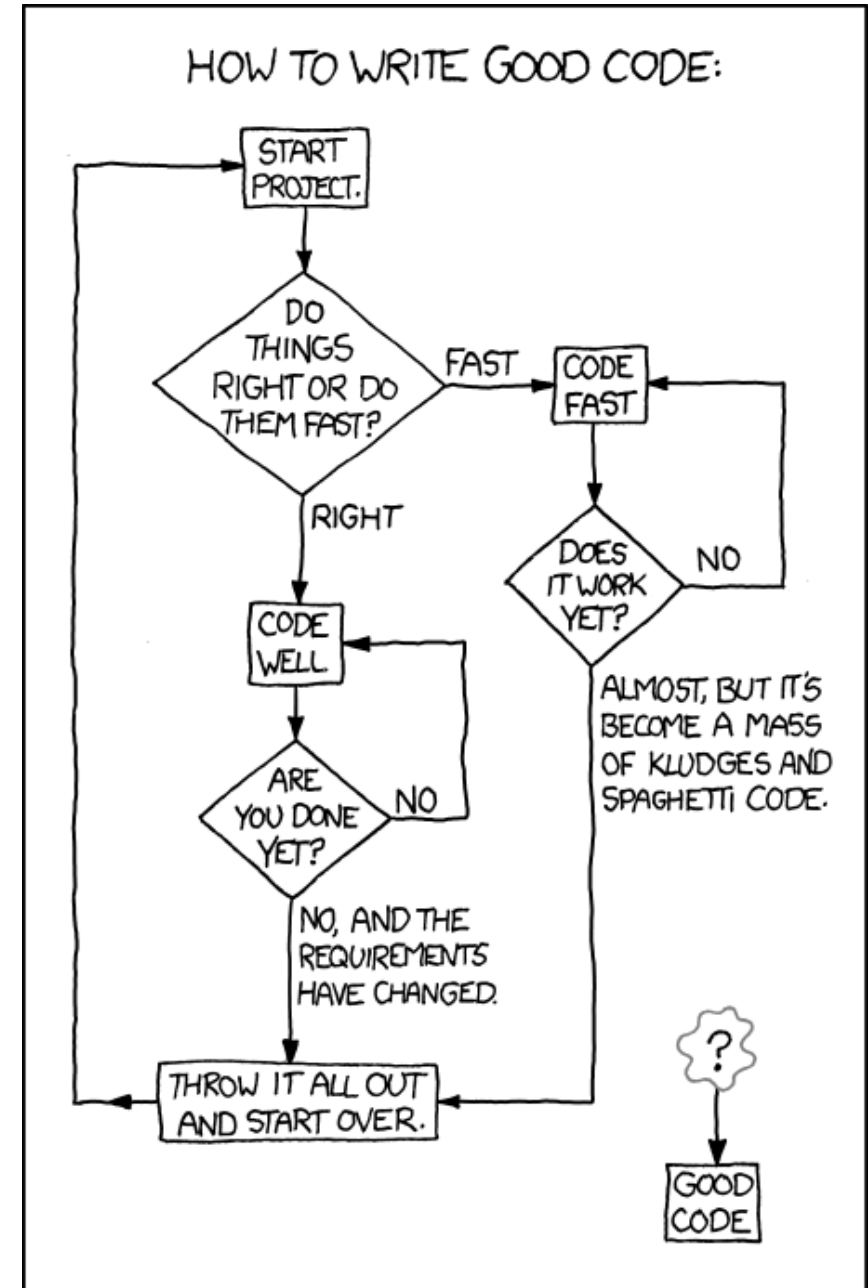 HOW TO WRITE GOOD CODE:
START
PROJECT.
DO
THINGS
RIGHT OR DO
THEM FAST?
FAST
CODE
FAST
RIGHT
DOES
IT WORK
YET?
NO
CODE
WELL
ALMOST, BUT IT'S
BECOME A MASS
OF KLUDGES AND
SPAGHETTI CODE.
ARE
YOU DONE
YET?
NO
NO, AND THE
REQUIREMENTS
HAVE CHANGED.
THROW IT ALL OUT
AND START OVER.
?
GOOD
CODE